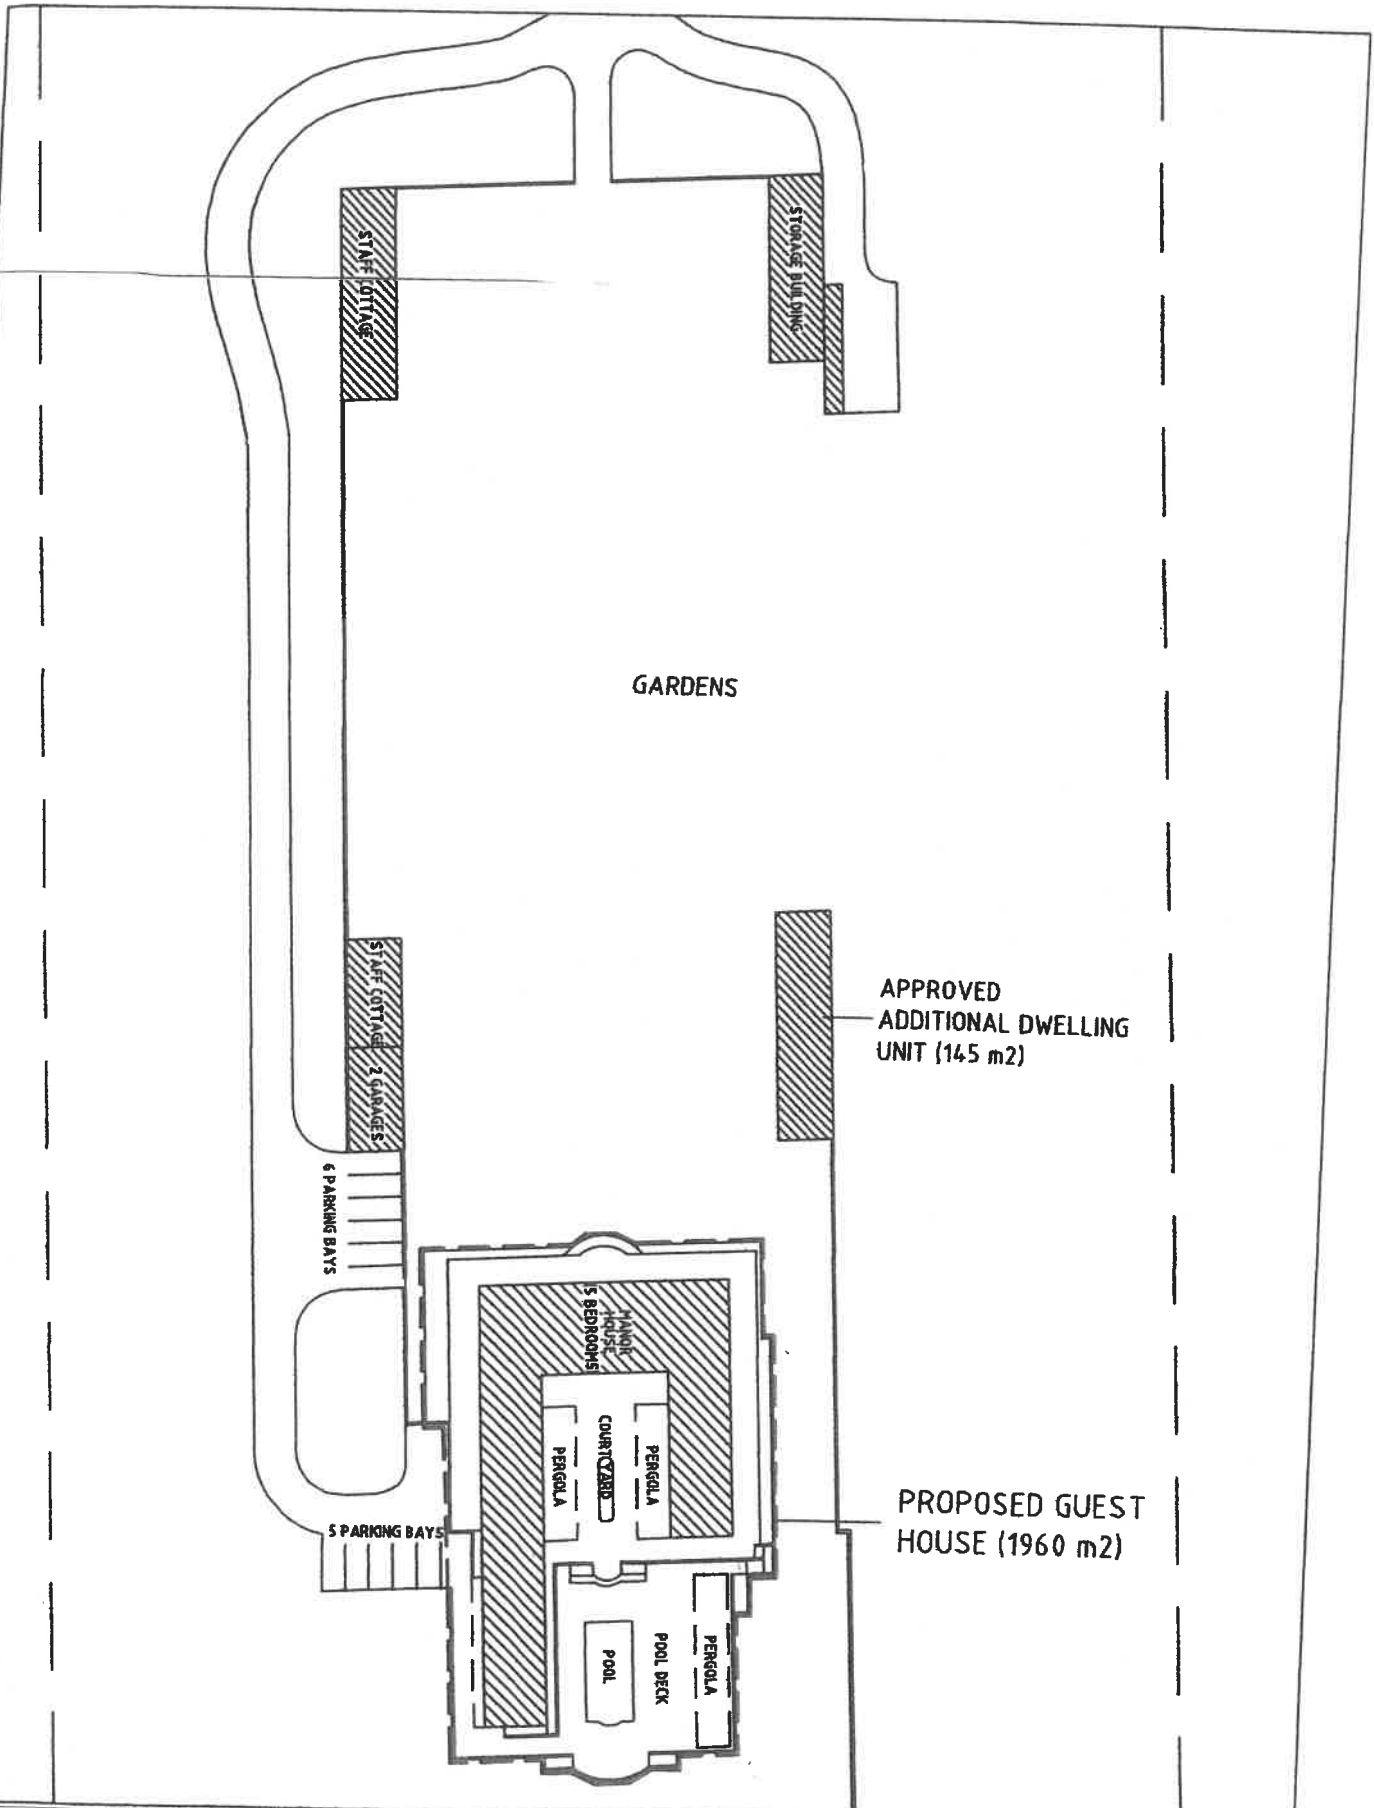 STAFF COTTAGE
STORAGE BUILDING
GARDENS
STAFF COTTAGE
2 GARAGES
APPROVED
ADDITIONAL DWELLING
UNIT (145 m2)
6 PARKING BAYS
MANOR
HOUSE
5 BEDROOMS
PERGOLA
COURTYARD
PERGOLA
PROPOSED GUEST
HOUSE (1960 m2)
5 PARKING BAYS
POOL
POOL DECK
PERGOLA